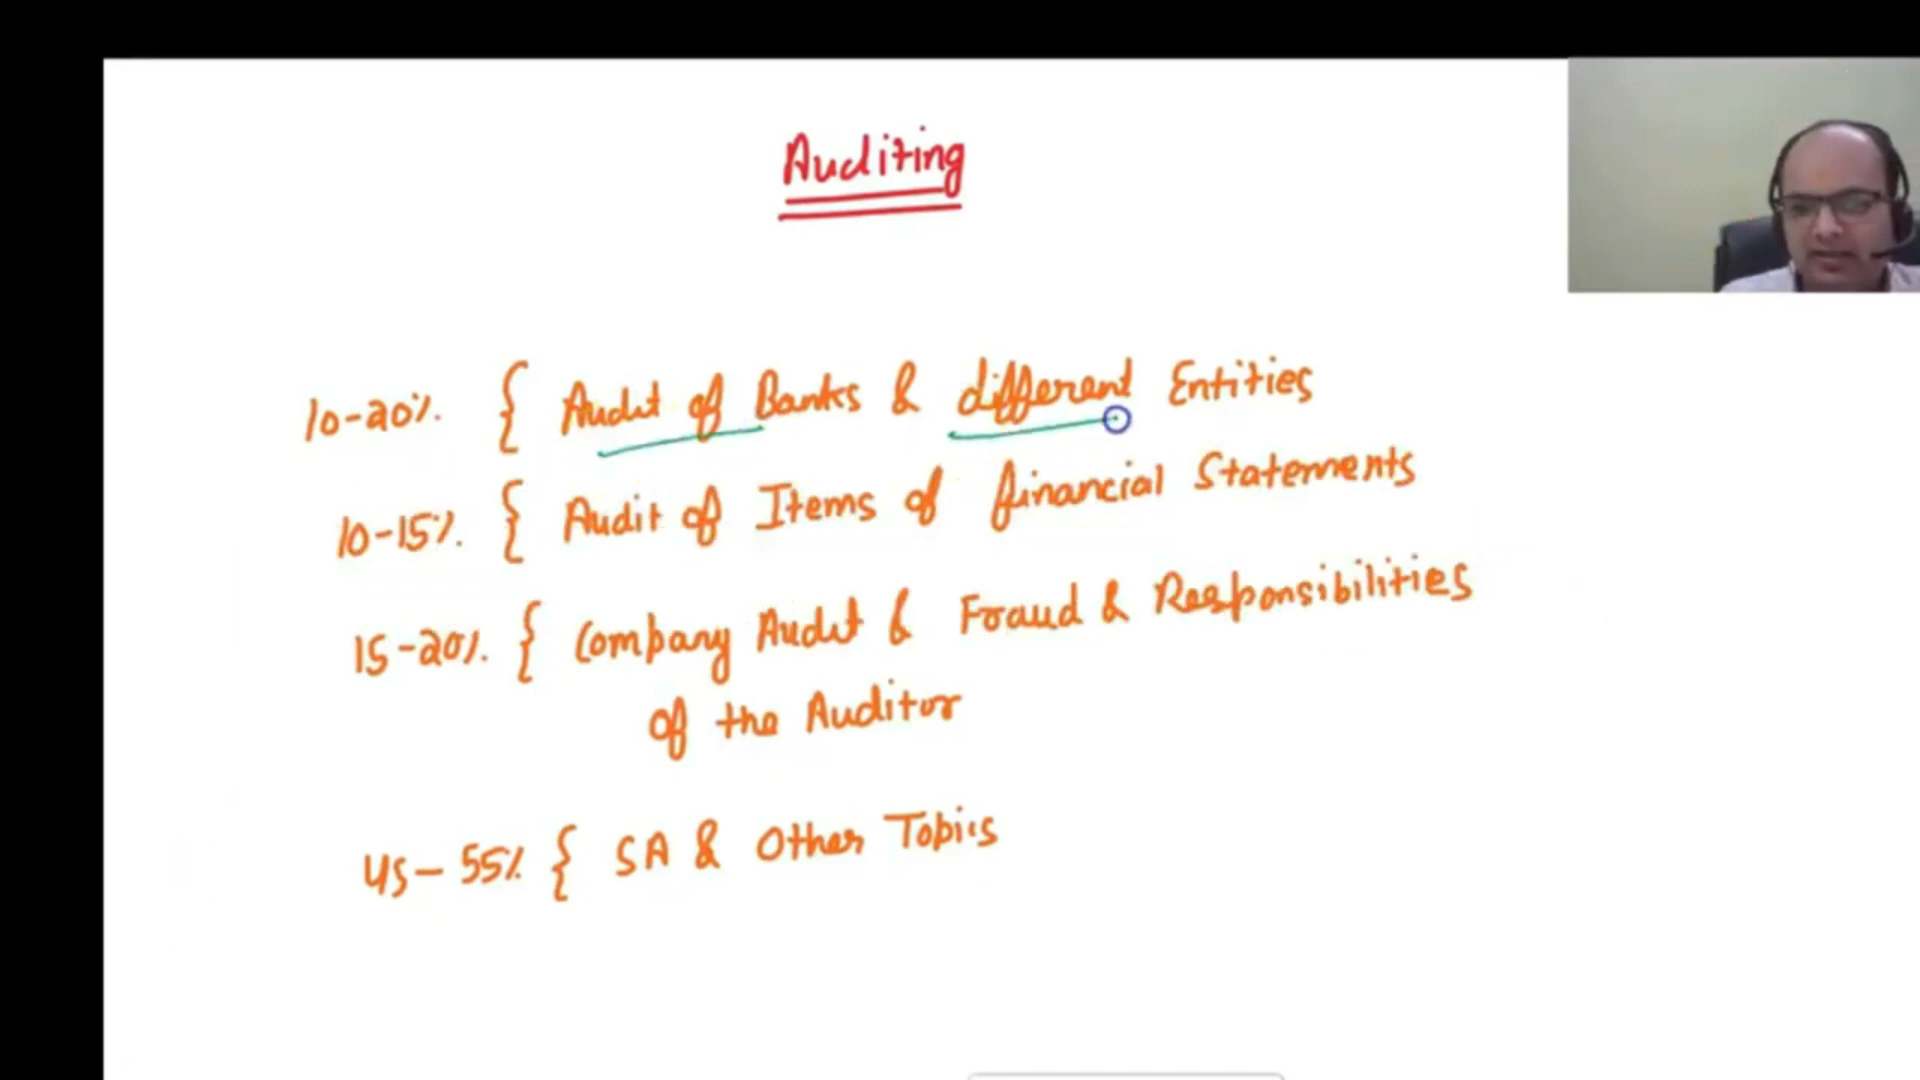 Auditing
10-20%. { Audit of Banks & different Entities
10-15%. { Audit of Items of financial Statements
15-20%. { Company Audit & Fraud & Responsibilities
of the Auditor
45-55% { SA & Other Topics